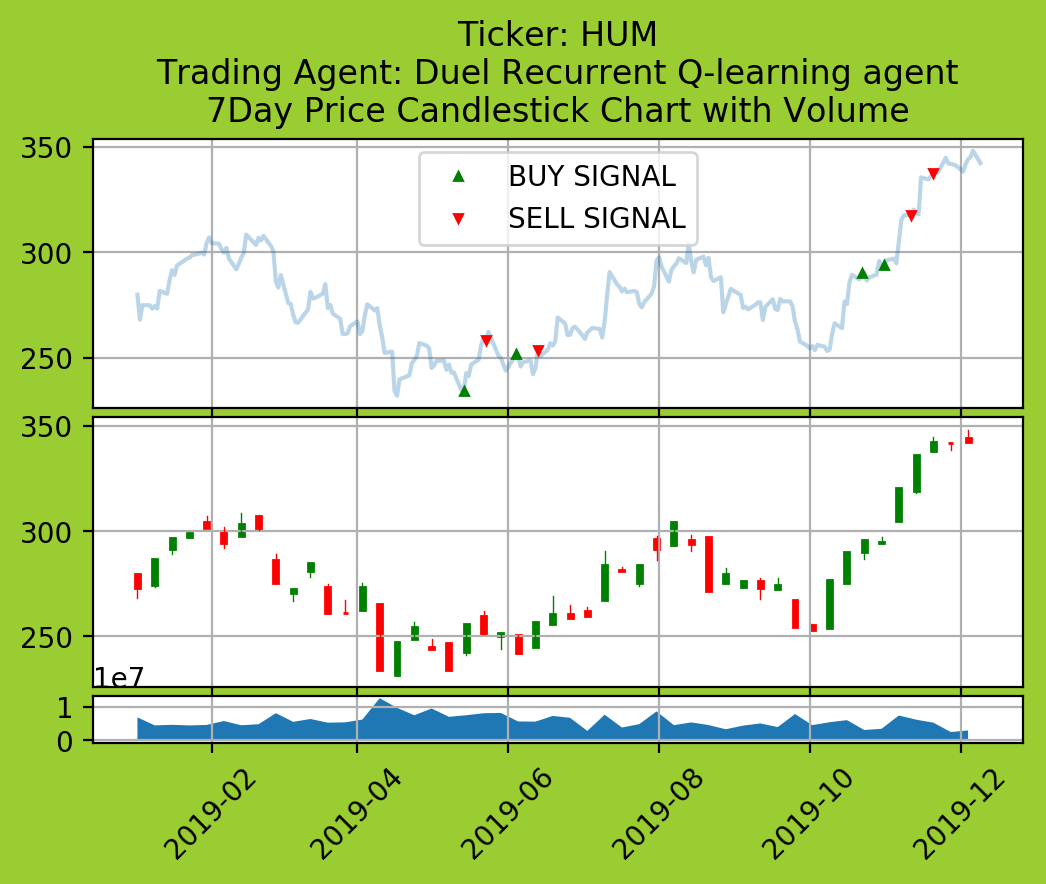 Ticker: HUM
Trading Agent: Duel Recurrent Q-learning agent
7Day Price Candlestick Chart with Volume
350
300
250
BUY SIGNAL
SELL SIGNAL
350
300
250
1e7
1
0
2019-02
2019-04
2019-06
2019-08
2019-10
2019-12